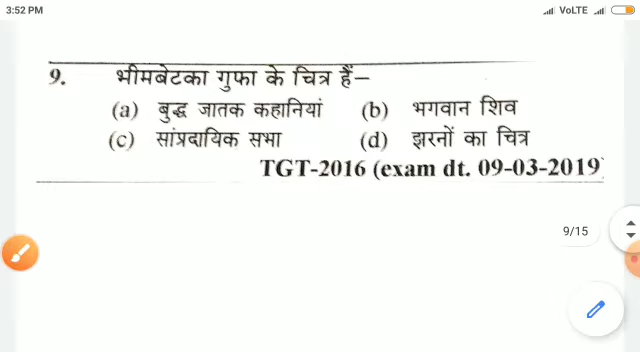 3:52 PM VoLTE
9. भीमबेटका गुफा के चित्र हैं–
(a) बुद्ध जातक कहानियां (b) भगवान शिव
(c) सांप्रदायिक सभा (d) झरनों का चित्र
TGT-2016 (exam dt. 09-03-2019)
9/15